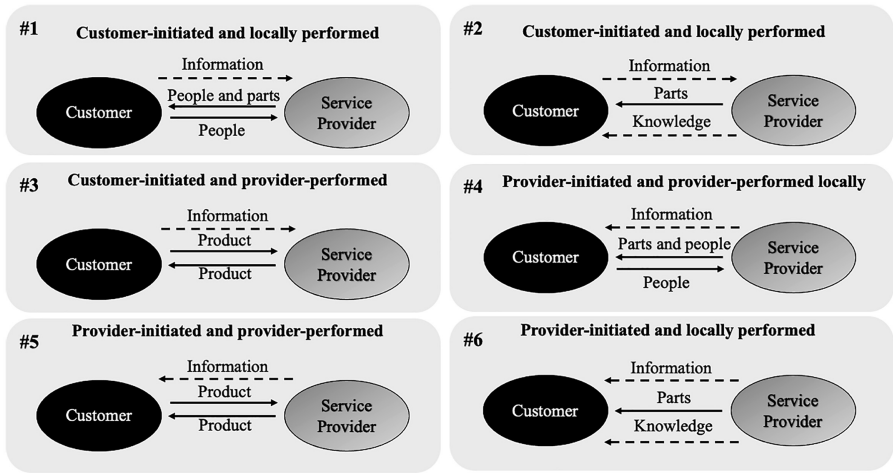 #1
Customer-initiated and locally performed
Information
People and parts
People
Customer
Service
Provider
#2
Customer-initiated and locally performed
Information
Parts
Knowledge
Customer
Service
Provider
#3
Customer-initiated and provider-performed
Information
Product
Product
Customer
Service
Provider
#4
Provider-initiated and provider-performed locally
Information
Parts and people
People
Customer
Service
Provider
#5
Provider-initiated and provider-performed
Information
Product
Product
Customer
Service
Provider
#6
Provider-initiated and locally performed
Information
Parts
Knowledge
Customer
Service
Provider